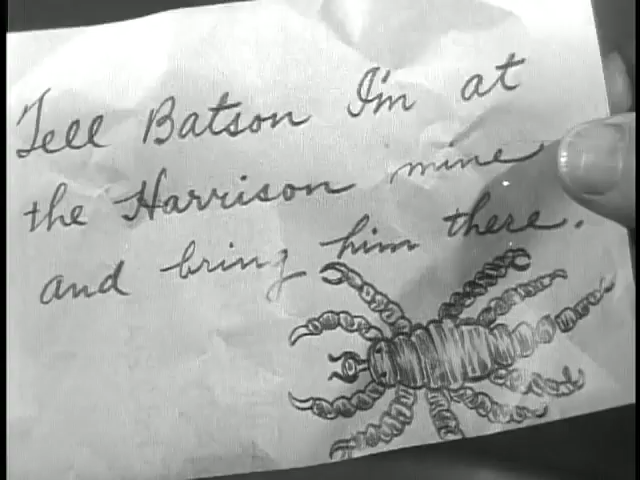 Tell Batson I'm at
the Harrison mine
and bring him there.